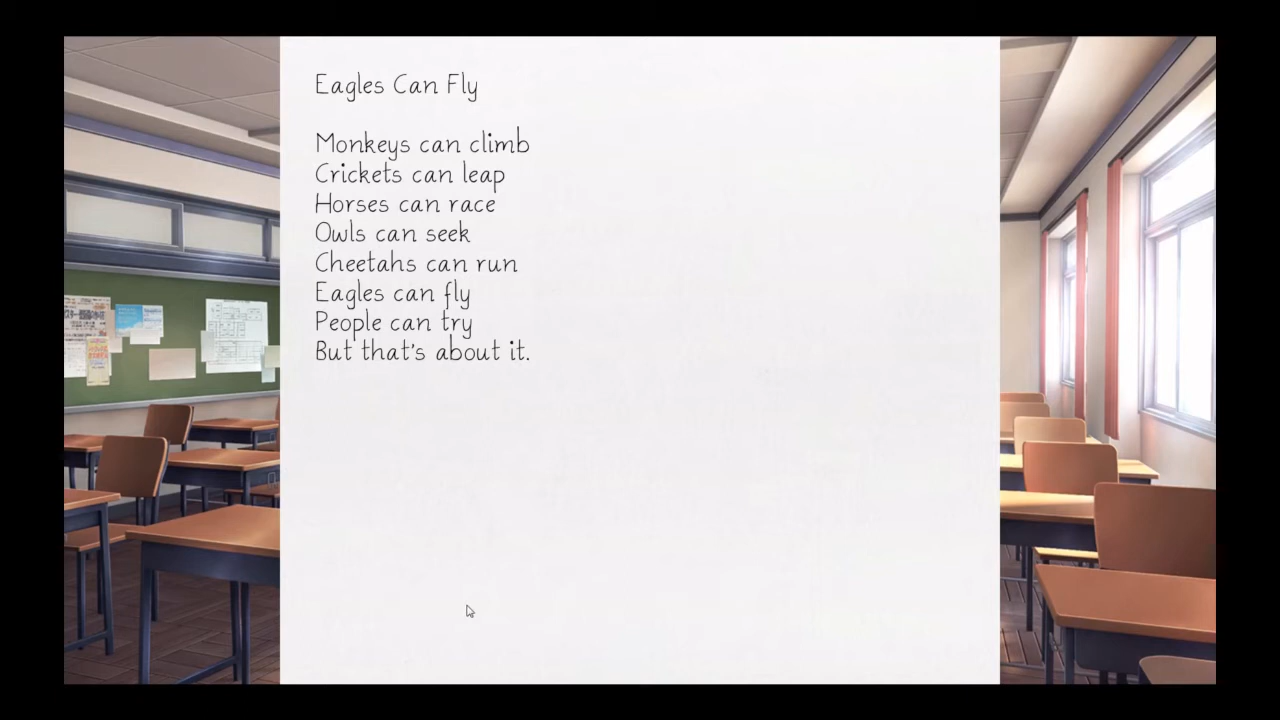 Eagles Can Fly
Monkeys can climb
Crickets can leap
Horses can race
Owls can seek
Cheetahs can run
Eagles can fly
People can try
But that's about it.